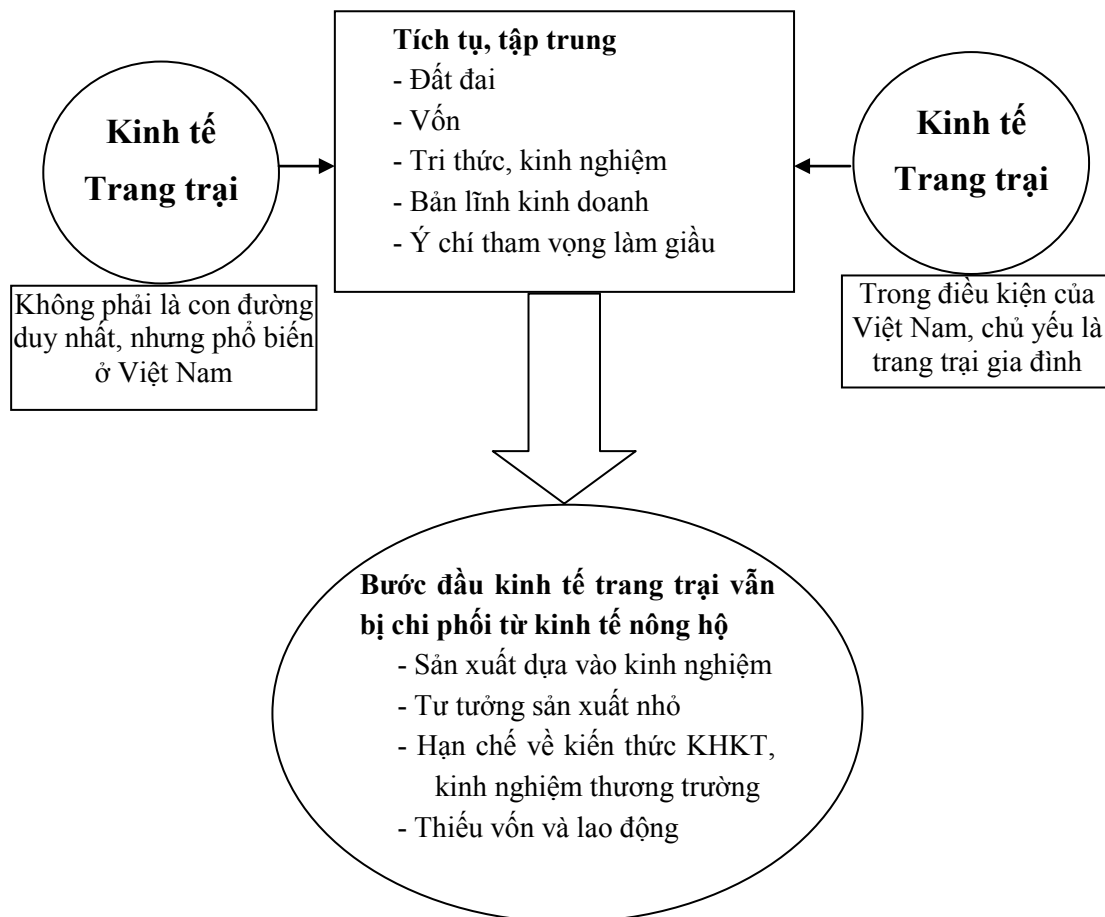 Kinh tế
Trang trại
Không phải là con đường
duy nhất, nhưng phổ biến
ở Việt Nam
Tích tụ, tập trung
- Đất đai
- Vốn
- Tri thức, kinh nghiệm
- Bản lĩnh kinh doanh
- Ý chí tham vọng làm giầu
Kinh tế
Trang trại
Trong điều kiện của
Việt Nam, chủ yếu là
trang trại gia đình
Bước đầu kinh tế trang trại vẫn
bị chi phối từ kinh tế nông hộ
- Sản xuất dựa vào kinh nghiệm
- Tư tưởng sản xuất nhỏ
- Hạn chế về kiến thức KHKT,
kinh nghiệm thương trường
- Thiếu vốn và lao động